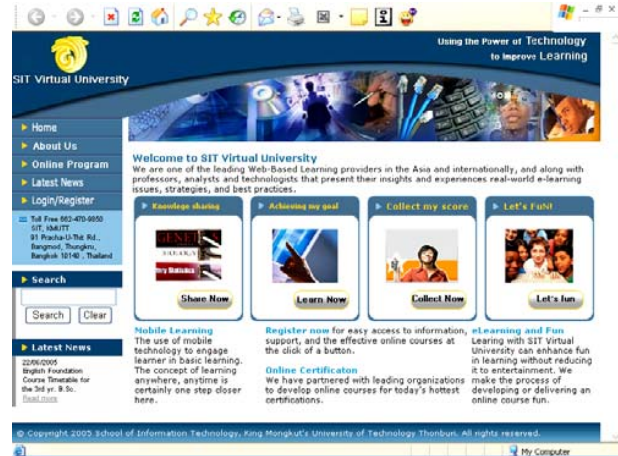 Using the Power of Technology
to Improve Learning
SIT Virtual University
Home
About Us
Online Program
Latest News
Login/Register
Toll Free 662-470-9850
SIT, KMUTT
91 Pracha-U-Thit Rd.,
Bangmod, Thungkru,
Bangkok 10140 , Thailand
Search
Search Clear
Latest News
22/06/2005
English Foundation
Course Timetable for
the 3rd yr. B.Sc.
Read more
Welcome to SIT Virtual University
We are one of the leading Web-Based Learning providers in the Asia and internationally, and along with
professors, analysts and technologists that present their insights and experiences real-world e-learning
issues, strategies, and best practices.
Knowlege sharing
GENETICS
Share Now
Achieving my goal
Learn Now
Collect my score
Collect Now
Let's FuN!
Let's fun
Mobile Learning
The use of mobile
technology to engage
learner in basic learning.
The concept of learning
anywhere, anytime is
certainly one step closer
here.
Register now for easy access to information,
support, and the effective online courses at
the click of a button.
Online Certificaton
We have partnered with leading organizations
to develop online courses for today's hottest
certifications.
eLearning and Fun
Learing with SIT Virtual
University can enhance fun
in learning without reducing
it to entertainment. We
make the process of
developing or delivering an
online course fun.
© Copyright 2005 School of Information Technology, King Mongkut's University of Technology Thonburi. All rights reserved.
My Computer